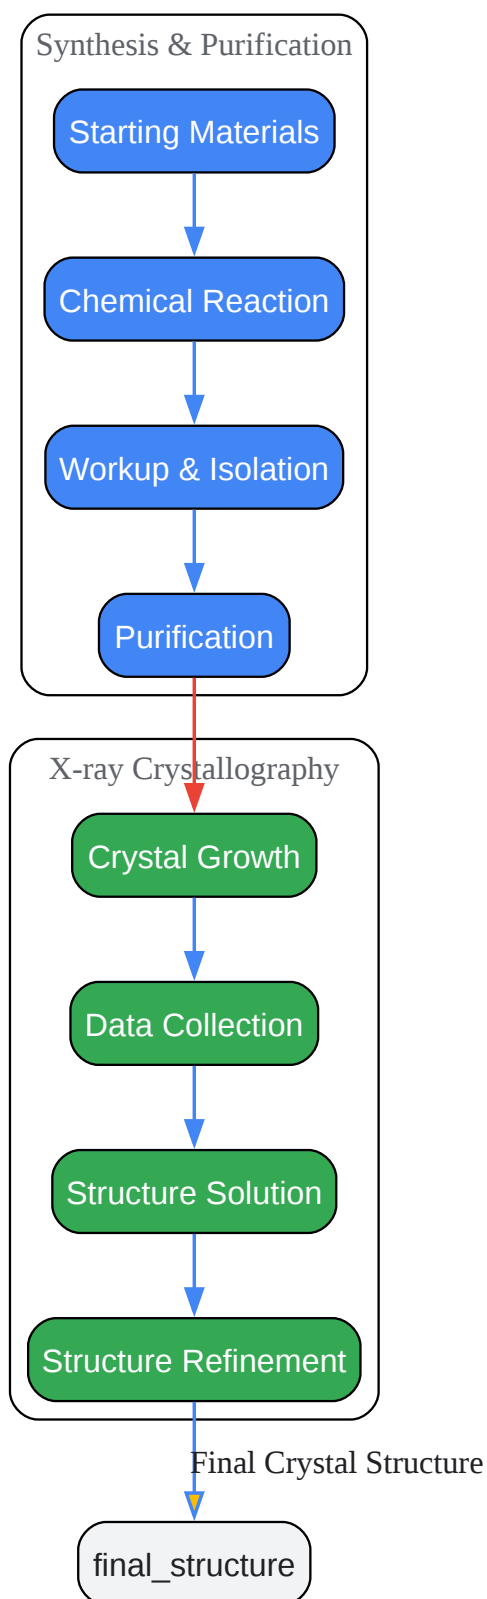 Synthesis & Purification
Starting Materials
Chemical Reaction
Workup & Isolation
Purification
X-ray Crystallography
Crystal Growth
Data Collection
Structure Solution
Structure Refinement
Final Crystal Structure
final_structure